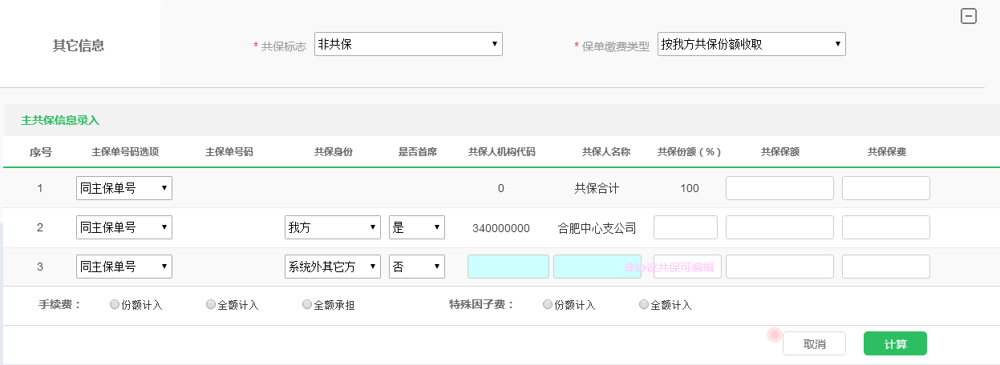 其它信息 * 共保标志 非共保 * 保单缴费类型 按我方共保份额收取
主共保信息录入
序号 主保单号码选项 主保单号码 共保身份 是否首席 共保人机构代码 共保人名称 共保份额（%） 共保保额 共保保费
1 同主保单号 0 共保合计 100
2 同主保单号 我方 是 340000000 合肥中心支公司
3 同主保单号 系统外其它方 否 非协议共保可编辑
手续费： 份额计入 全额计入 全额承担 特殊因子费： 份额计入 全额计入
取消 计算